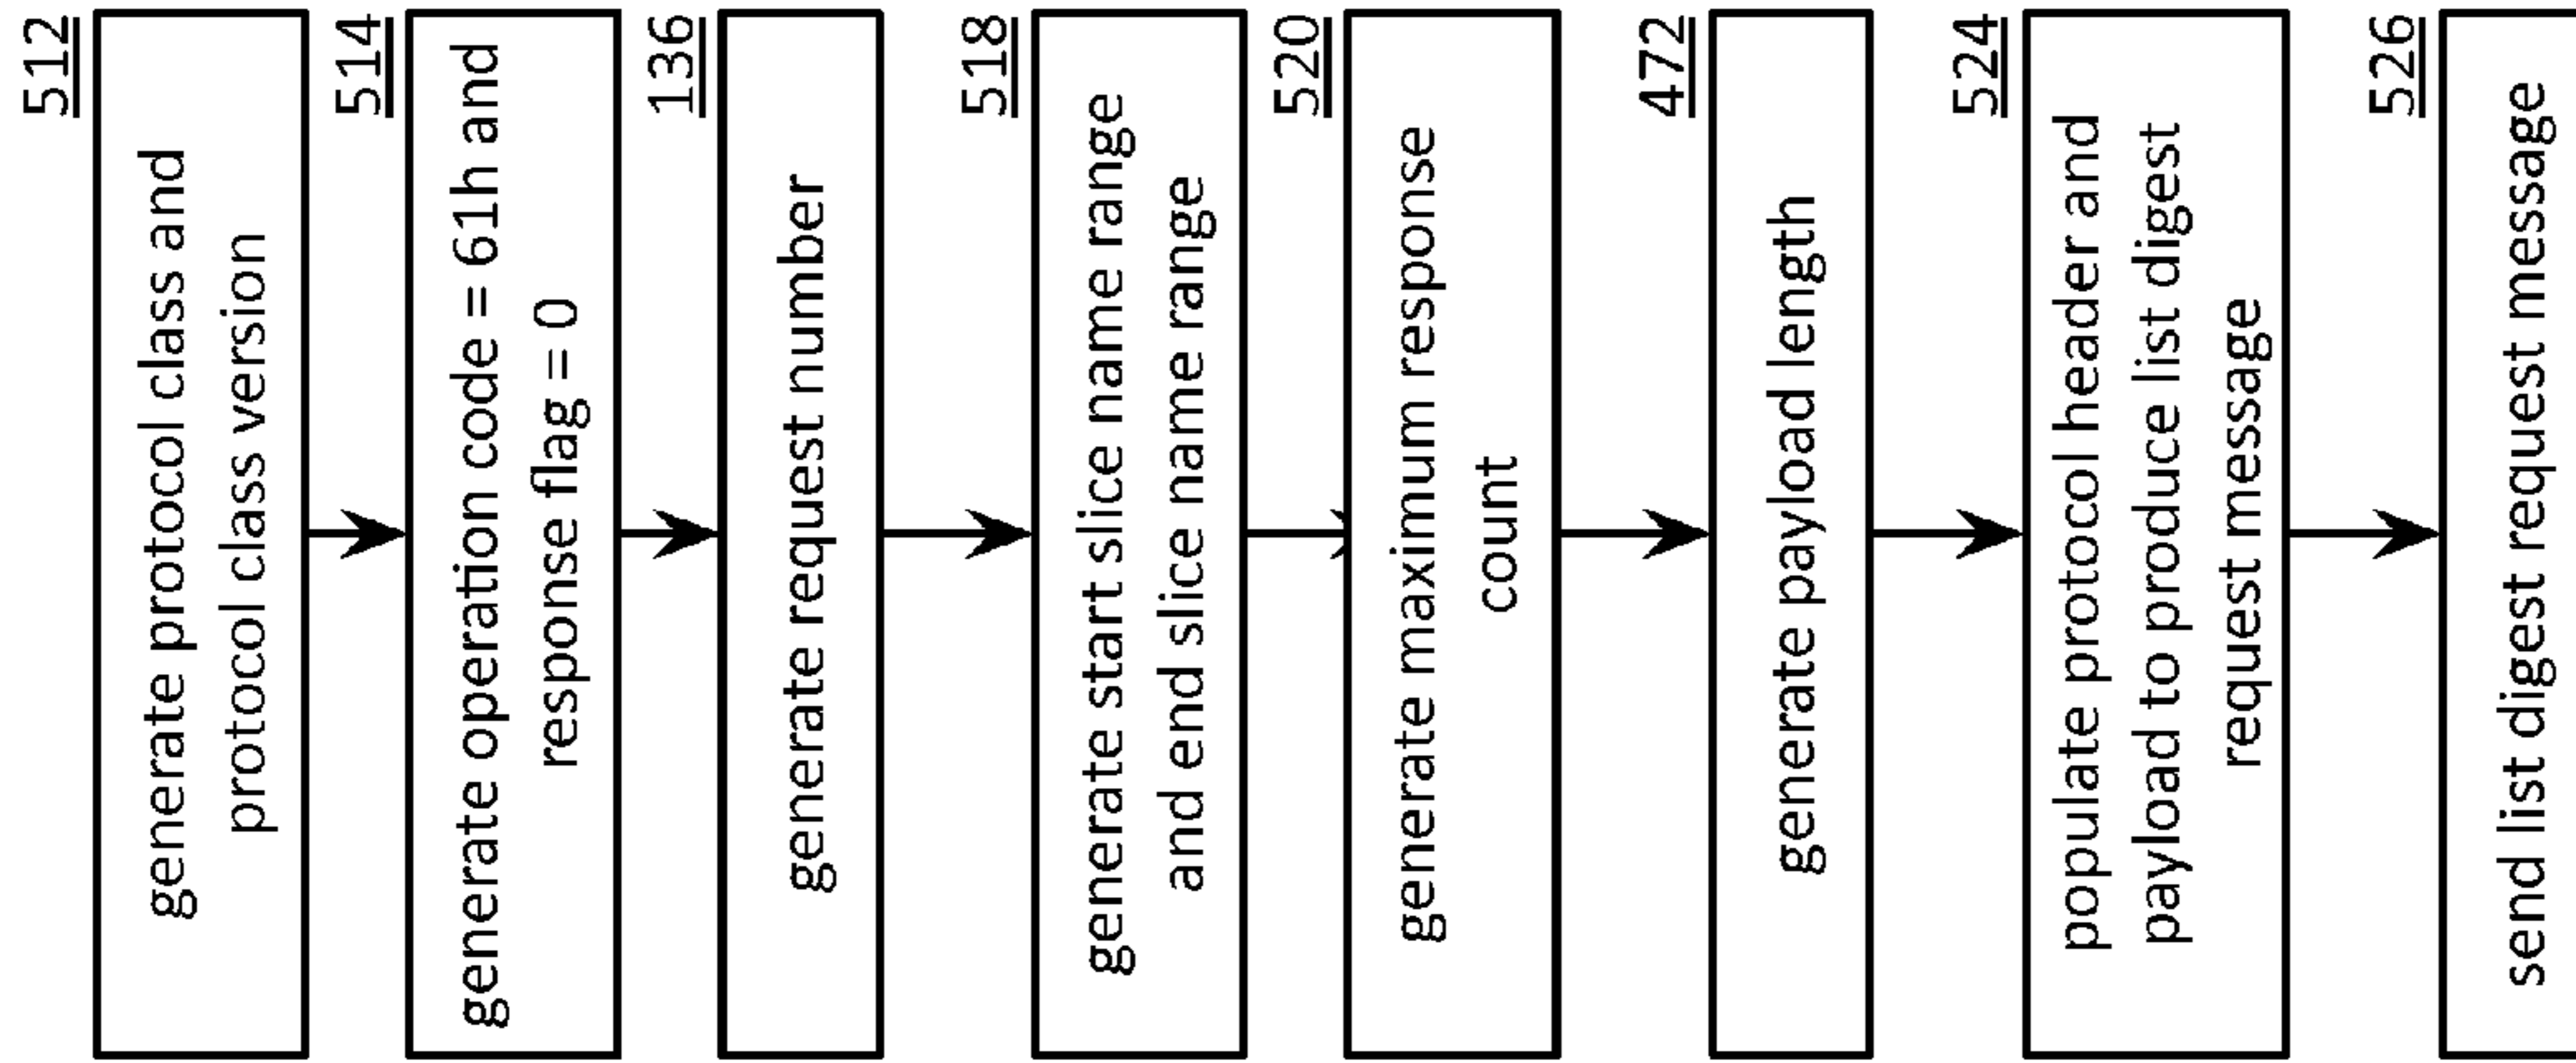 512
generate protocol class and
protocol class version
514
generate operation code = 61h and
response flag = 0
136
generate request number
518
generate start slice name range
and end slice name range
520
generate maximum response
count
472
generate payload length
524
populate protocol header and
payload to produce list digest
request message
526
send list digest request message